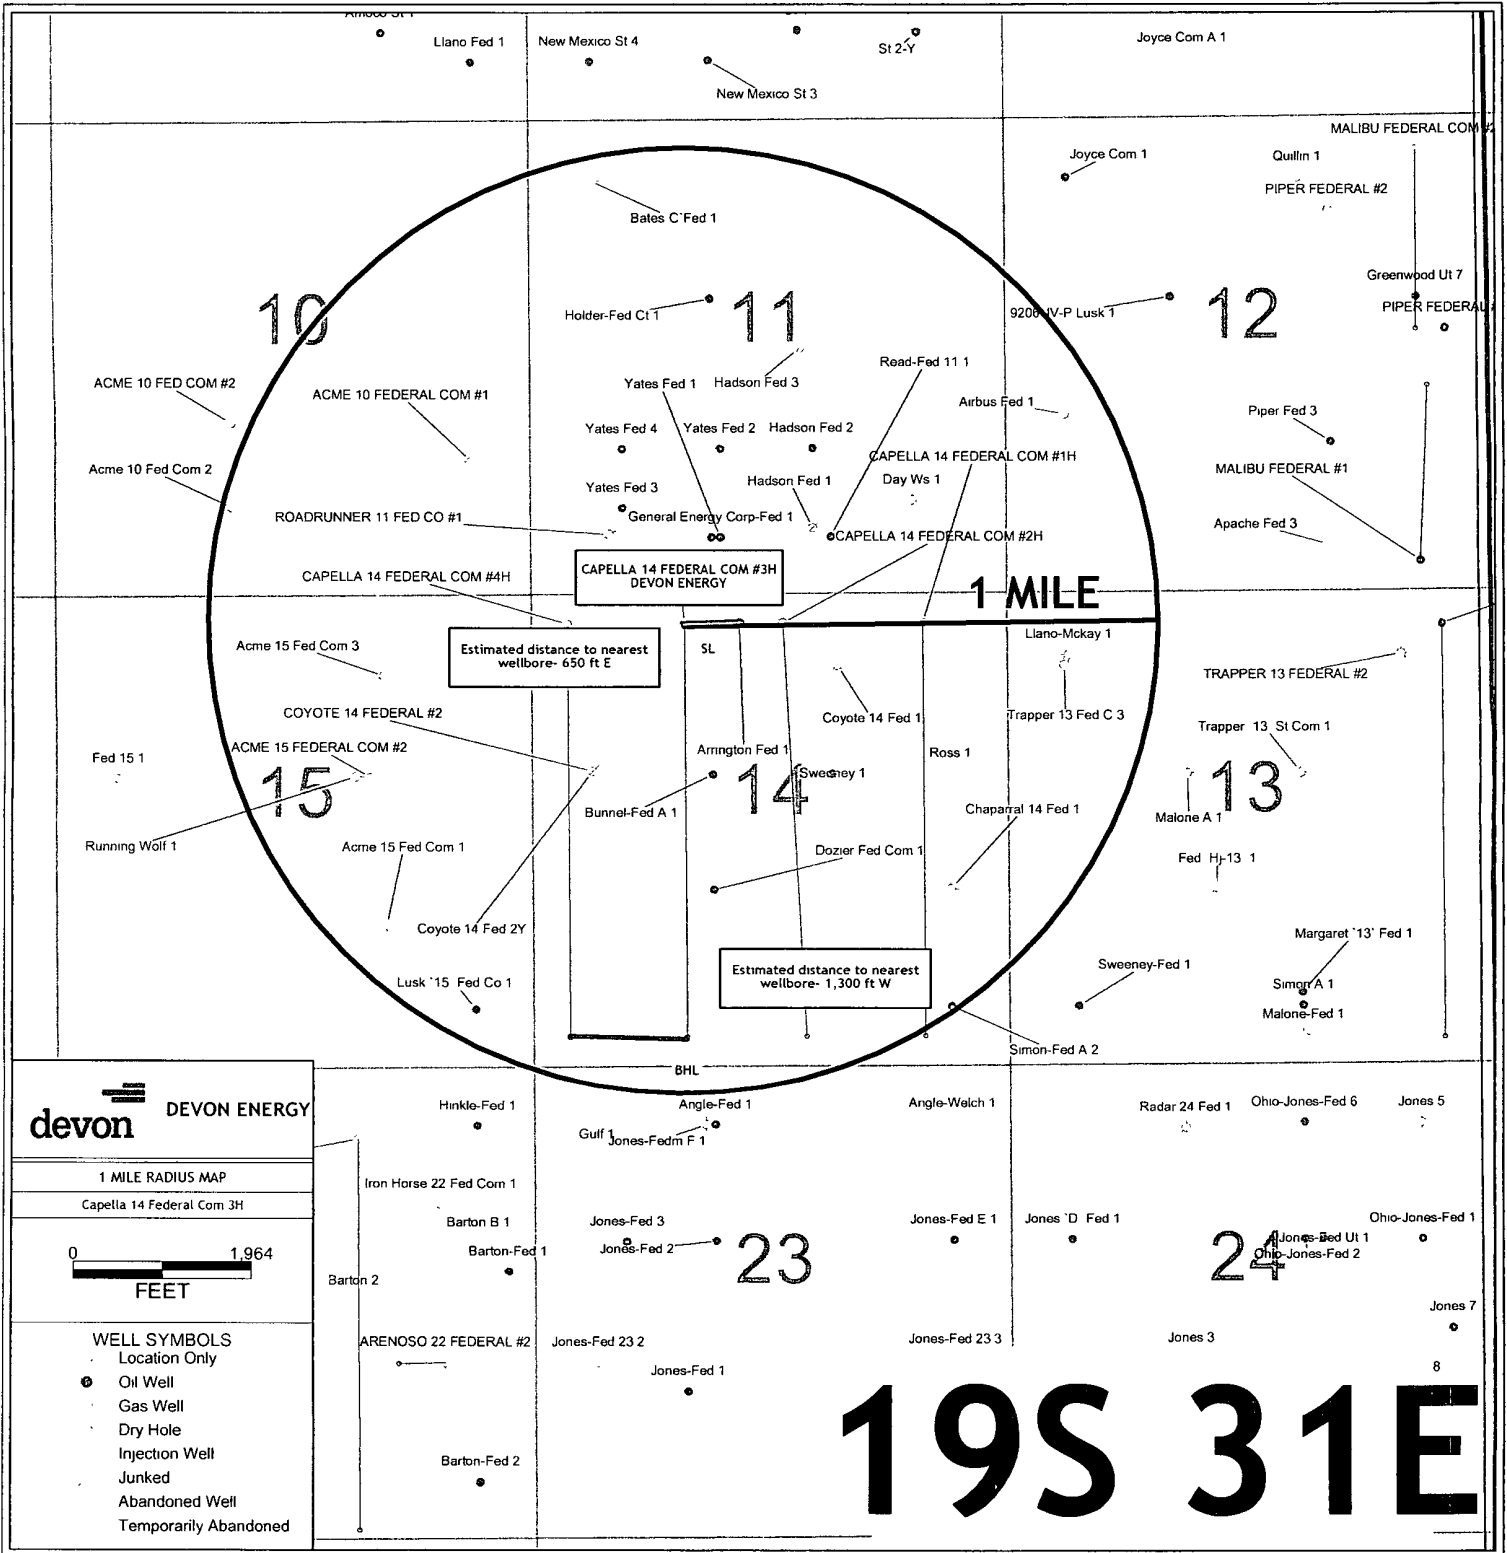 Llano Fed 1
New Mexico St 4
St 2-Y
Joyce Com A 1
New Mexico St 3
MALIBU FEDERAL COM #2
Joyce Com 1
Quillin 1
PIPER FEDERAL #2
Bates C Fed 1
Greenwood Ut 7
10
11
12
Holder-Fed Ct 1
Lusk 1
PIPER FEDERAL
ACME 10 FED COM #2
ACME 10 FEDERAL COM #1
Yates Fed 1
Hadson Fed 3
Read-Fed 11 1
Airbus Fed 1
Piper Fed 3
Yates Fed 4
Yates Fed 2
Hadson Fed 2
CAPELLA 14 FEDERAL COM #1H
Acme 10 Fed Com 2
Yates Fed 3
Hadson Fed 1
Day Ws 1
MALIBU FEDERAL #1
ROADRUNNER 11 FED CO #1
General Energy Corp-Fed 1
Apache Fed 3
CAPELLA 14 FEDERAL COM #2H
CAPELLA 14 FEDERAL COM #4H
CAPELLA 14 FEDERAL COM #3H
DEVON ENERGY
1 MILE
Acme 15 Fed Com 3
Estimated distance to nearest
wellbore- 650 ft E
SL
Llano-Mckay 1
TRAPPER 13 FEDERAL #2
COYOTE 14 FEDERAL #2
Coyote 14 Fed 1
Trapper 13 Fed C 3
Trapper 13 St Com 1
Fed 15 1
ACME 15 FEDERAL COM #2
Arrington Fed 1
Ross 1
15
14
13
Sweeney 1
Bunnel-Fed A 1
Chaparral 14 Fed 1
Malone A 1
Running Wolf 1
Acme 15 Fed Com 1
Dozier Fed Com 1
Fed Hj-13 1
Coyote 14 Fed 2Y
Margaret '13' Fed 1
Estimated distance to nearest
wellbore- 1,300 ft W
Sweeney-Fed 1
Lusk '15 Fed Co 1
Simon A 1
Malone-Fed 1
Simon-Fed A 2
BHL
devon
DEVON ENERGY
Hinkle-Fed 1
Angle-Fed 1
Angle-Welch 1
Radar 24 Fed 1
Ohio-Jones-Fed 6
Jones 5
Gulf 1
Jones-Fedm F 1
1 MILE RADIUS MAP
Capella 14 Federal Com 3H
Iron Horse 22 Fed Com 1
Barton B 1
Jones-Fed 3
Jones-Fed E 1
Jones 'D Fed 1
Ohio-Jones-Fed 1
Barton-Fed 1
Jones-Fed 2
23
24
Jones-Fed Ut 1
Ohio-Jones-Fed 2
0 1,964
FEET
Barton 2
Jones 7
ARENOSO 22 FEDERAL #2
Jones-Fed 23 2
Jones-Fed 23 3
Jones 3
Jones-Fed 1
8
WELL SYMBOLS
Location Only
Oil Well
Gas Well
Dry Hole
Injection Well
Junked
Abandoned Well
Temporarily Abandoned
Barton-Fed 2
19S 31E